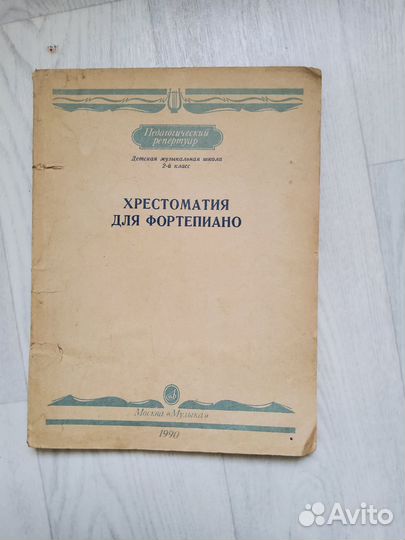 Педагогический
репертуар
Детская музыкальная школа
2-й класс
ХРЕСТОМАТИЯ
ДЛЯ ФОРТЕПИАНО
Москва «Музыка»
1990
Avito